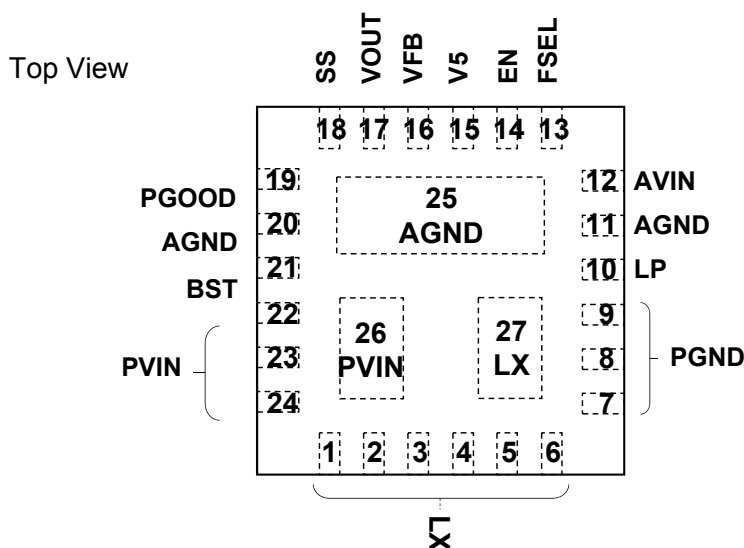 Top View
SS VOUT VFB V5 EN FSEL
18 17 16 15 14 13
19
PGOOD
20
AGND
21
BST
22
PVIN
23
24
25
AGND
12 AVIN
11 AGND
10 LP
9
8 PGND
7
26
PVIN
27
LX
1 2 3 4 5 6
LX